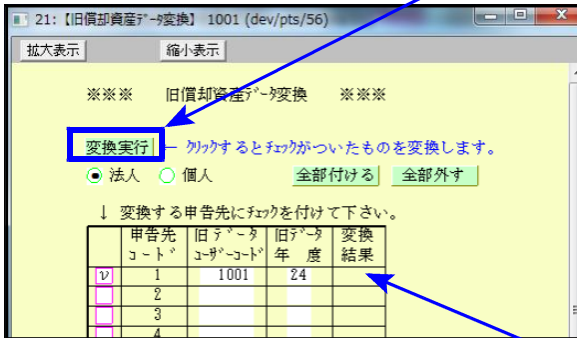 21:【旧償却資産ﾃﾞｰﾀ変換】 1001 (dev/pts/56)
拡大表示 縮小表示
※※※ 旧償却資産ﾃﾞｰﾀ変換 ※※※
変換実行 ← ｸﾘｯｸするとﾁｪｯｸがついたものを変換します。
法人 個人 全部付ける 全部外す
↓ 変換する申告先にﾁｪｯｸを付けて下さい。
申告先 旧データ 旧ﾃﾞｰﾀ 変換
コード ﾕｰｻﾞｰｺｰﾄﾞ 年 度 結果
ν 1 1001 24
2
3
4